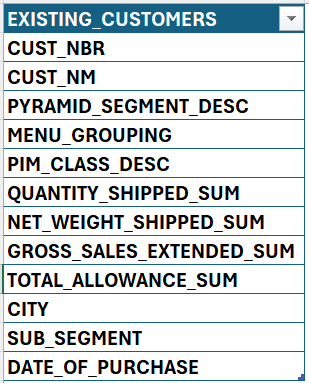 EXISTING_CUSTOMERS
CUST_NBR
CUST_NM
PYRAMID_SEGMENT_DESC
MENU_GROUPING
PIM_CLASS_DESC
QUANTITY_SHIPPED_SUM
NET_WEIGHT_SHIPPED_SUM
GROSS_SALES_EXTENDED_SUM
TOTAL_ALLOWANCE_SUM
CITY
SUB_SEGMENT
DATE_OF_PURCHASE